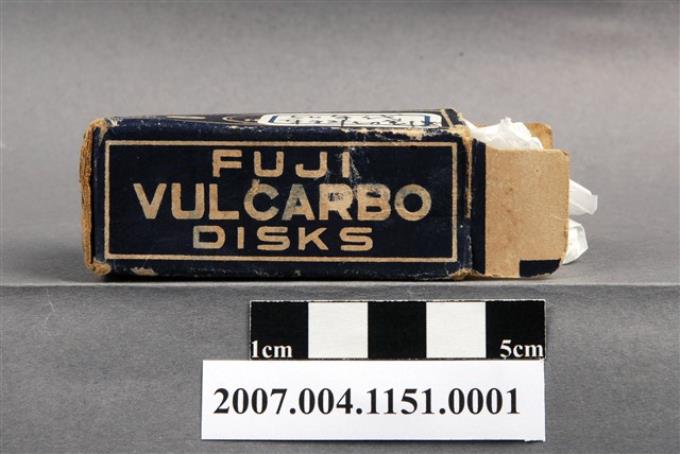 FUJI
VULCARBO
DISKS
1cm 5cm
2007.004.1151.0001